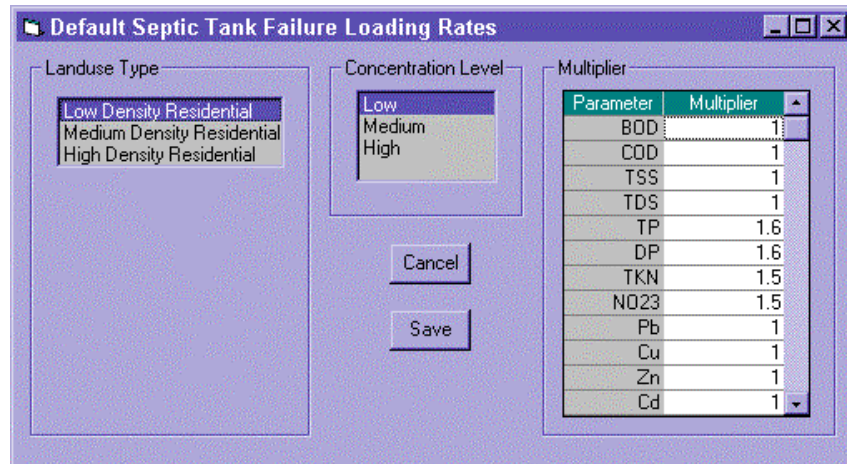 Default Septic Tank Failure Loading Rates
Landuse Type
Low Density Residential
Medium Density Residential
High Density Residential
Concentration Level
Low
Medium
High
Cancel
Save
Multiplier
Parameter Multiplier
BOD 1
COD 1
TSS 1
TDS 1
TP 1.6
DP 1.6
TKN 1.5
NO23 1.5
Pb 1
Cu 1
Zn 1
Cd 1